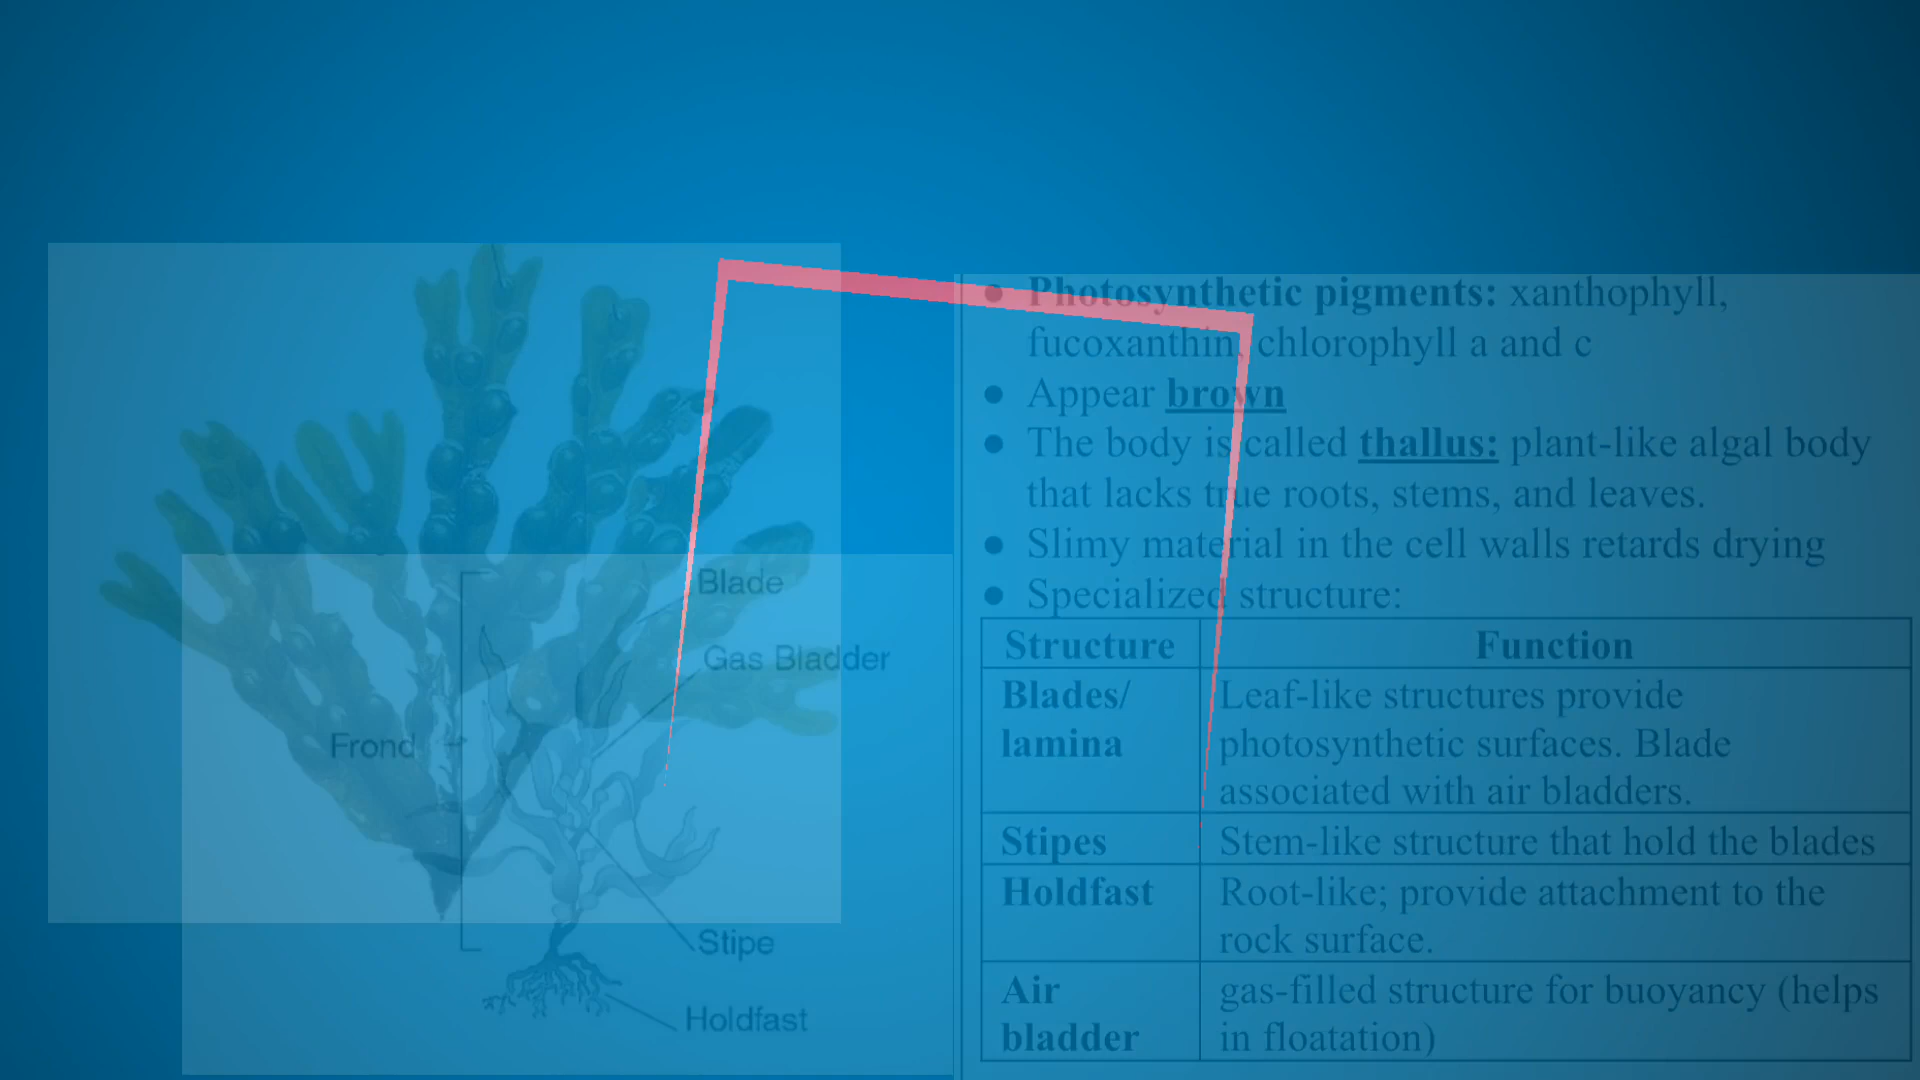 Blade
Gas Bladder
Frond
Stipe
Holdfast
● Photosynthetic pigments: xanthophyll,
fucoxanthin, chlorophyll a and c
● Appear brown
● The body is called thallus: plant-like algal body
that lacks true roots, stems, and leaves.
● Slimy material in the cell walls retards drying
● Specialized structure:
Structure Function
Blades/ Leaf-like structures provide
lamina photosynthetic surfaces. Blade
associated with air bladders.
Stipes Stem-like structure that hold the blades
Holdfast Root-like; provide attachment to the
rock surface.
Air gas-filled structure for buoyancy (helps
bladder in floatation)